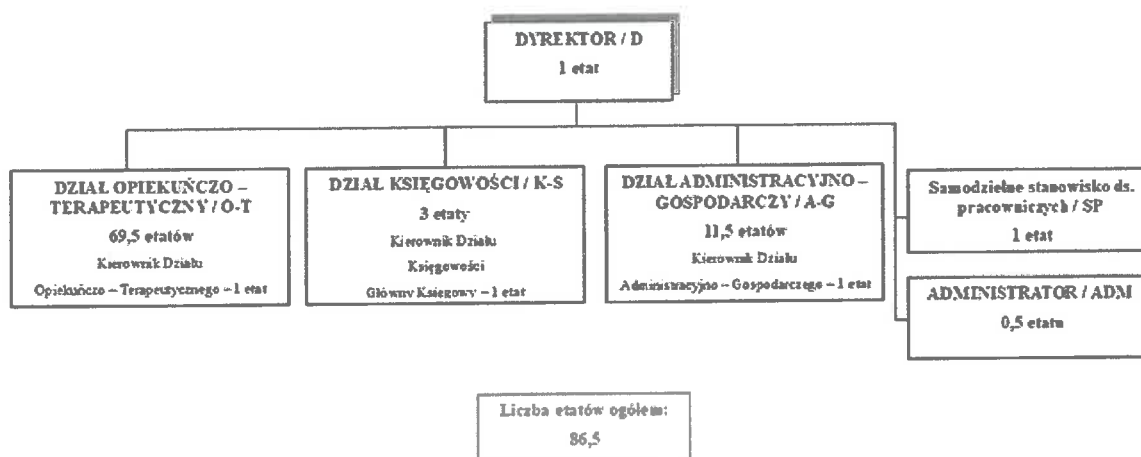 DYREKTOR / D
1 etat
DZIAŁ OPIEKUŃCZO –
TERAPEUTYCZNY / O-T
69,5 etatów
Kierownik Działu
Opiekuńczo – Terapeutycznego – 1 etat
DZIAŁ KSIĘGOWOŚCI / K-S
3 etaty
Kierownik Działu
Księgowości
Główny Księgowy – 1 etat
DZIAŁ ADMINISTRACYJNO –
GOSPODARCZY / A-G
11,5 etatów
Kierownik Działu
Administracyjno – Gospodarczego – 1 etat
Samodzielne stanowisko ds.
pracowniczych / SP
1 etat
ADMINISTRATOR / ADM
0,5 etatu
Liczba etatów ogółem:
86,5